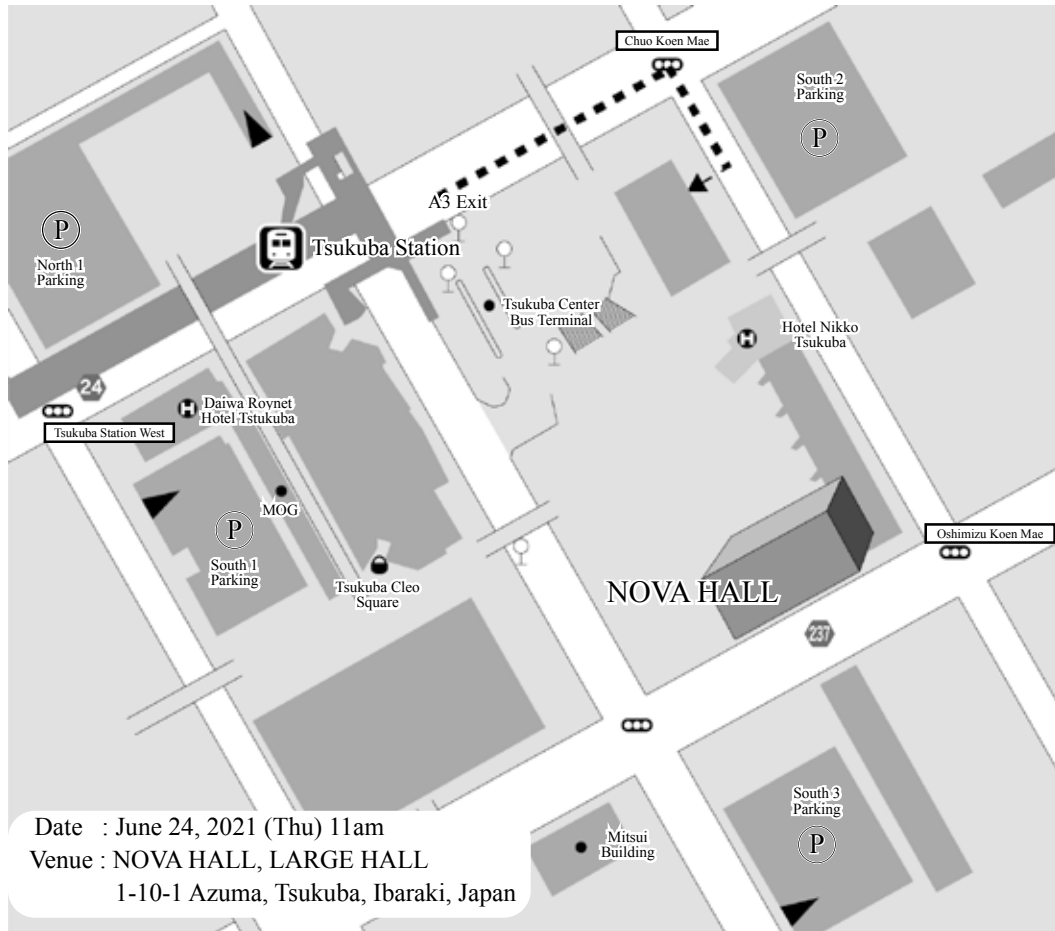 Chuo Koen Mae
South 2
Parking
P
A3 Exit
P
North 1
Parking
Tsukuba Station
Tsukuba Center
Bus Terminal
H
Hotel Nikko
Tsukuba
24
H
Daiwa Roynet
Hotel Tstukuba
Tsukuba Station West
MOG
P
South 1
Parking
Oshimizu Koen Mae
Tsukuba Cleo
Square
NOVA HALL
237
South 3
Parking
P
Mitsui
Building
Date : June 24, 2021 (Thu) 11am
Venue : NOVA HALL, LARGE HALL
1-10-1 Azuma, Tsukuba, Ibaraki, Japan